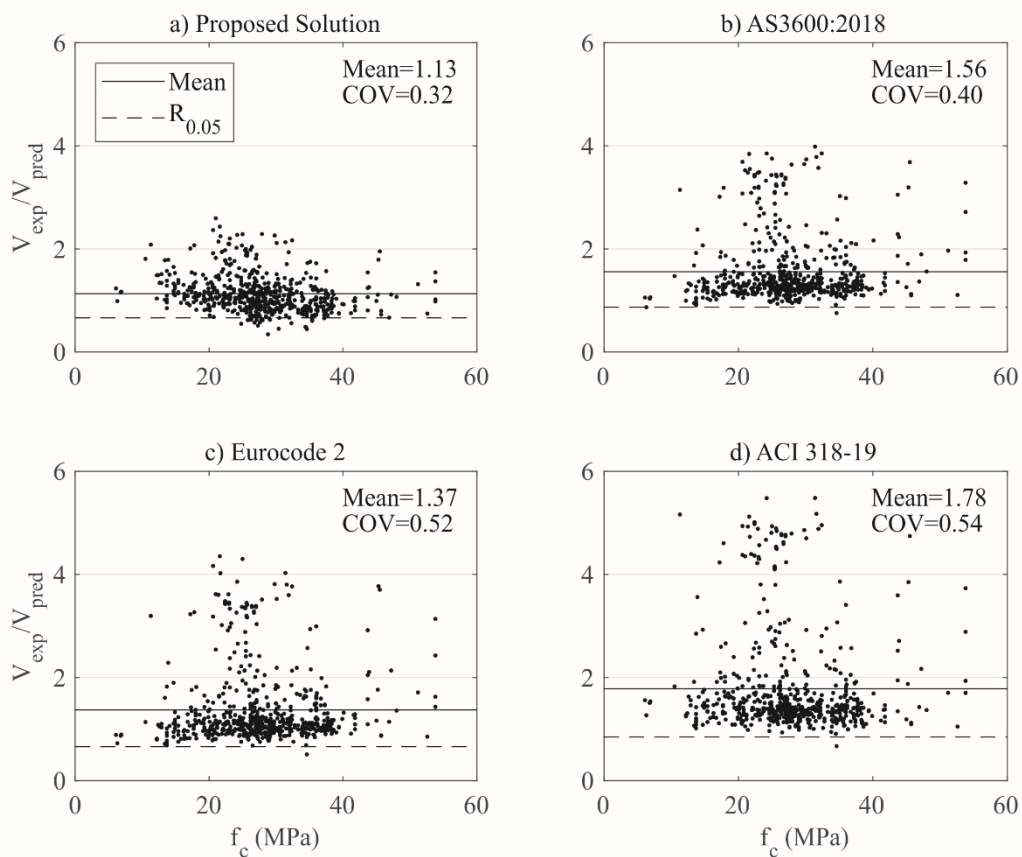 a) Proposed Solution
6
Mean
R0.05
Mean=1.13
COV=0.32
4
Vexp/Vpred
2
0
0
20
40
60
b) AS3600:2018
6
Mean=1.56
COV=0.40
4
2
0
0
20
40
60
c) Eurocode 2
6
Mean=1.37
COV=0.52
4
Vexp/Vpred
2
0
0
20
40
60
fc (MPa)
d) ACI 318-19
6
Mean=1.78
COV=0.54
4
2
0
0
20
40
60
fc (MPa)